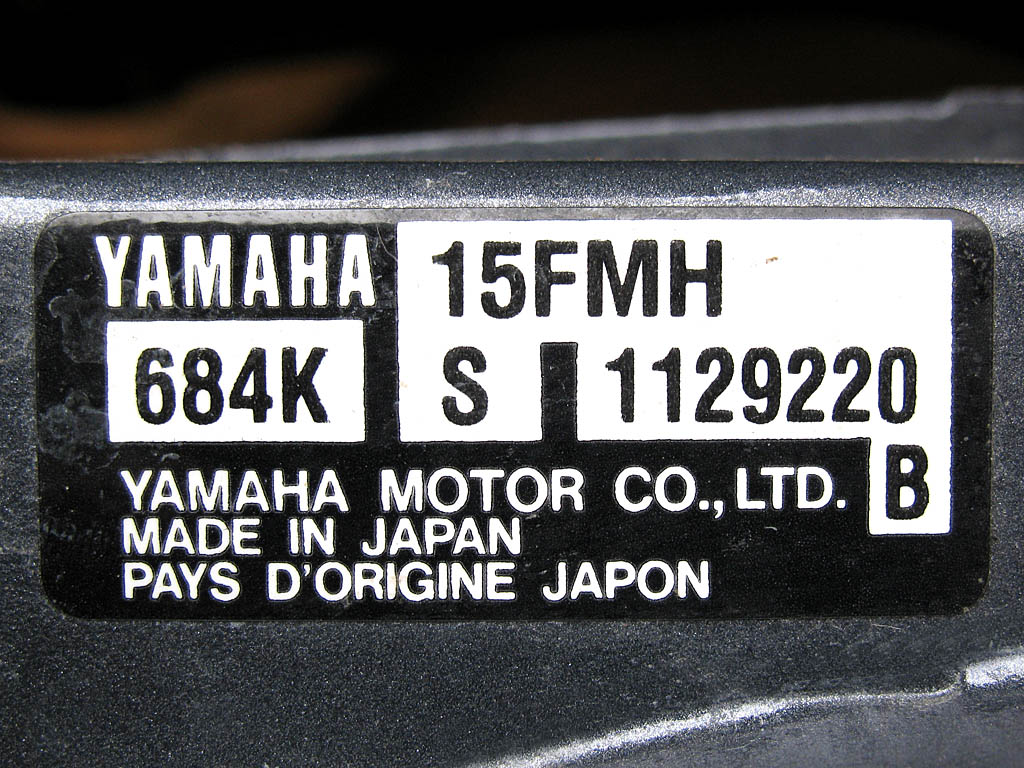 YAMAHA 15FMH
684K S 1129220
B
YAMAHA MOTOR CO., LTD.
MADE IN JAPAN
PAYS D'ORIGINE JAPON